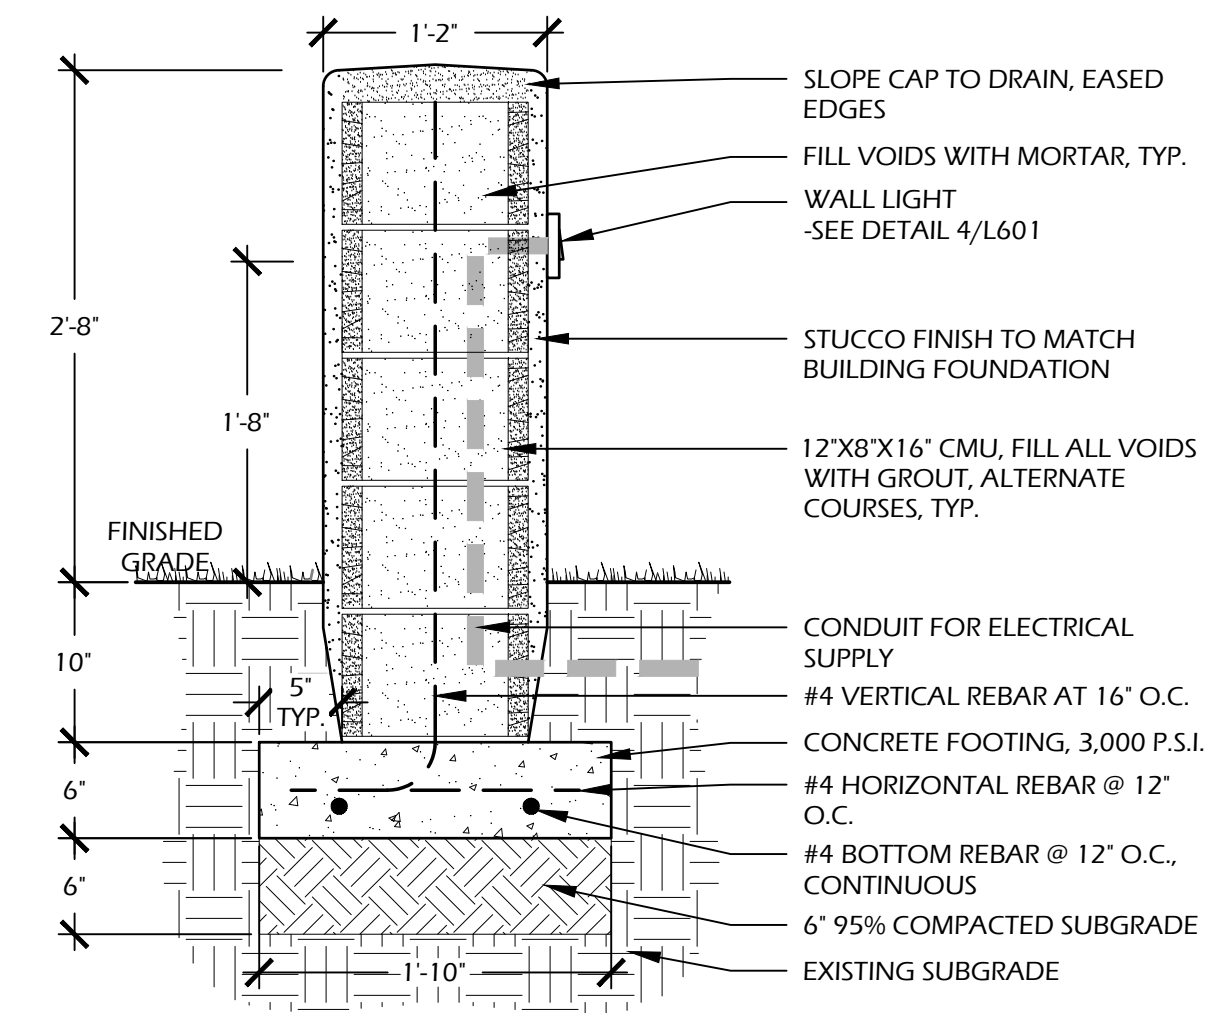 1'-2"
SLOPE CAP TO DRAIN, EASED
EDGES
FILL VOIDS WITH MORTAR, TYP.
WALL LIGHT
-SEE DETAIL 4/L601
2'-8"
STUCCO FINISH TO MATCH
BUILDING FOUNDATION
1'-8"
12"X8"X16" CMU, FILL ALL VOIDS
WITH GROUT, ALTERNATE
COURSES, TYP.
FINISHED
GRADE
CONDUIT FOR ELECTRICAL
SUPPLY
10"
5"
TYP.
#4 VERTICAL REBAR AT 16" O.C.
CONCRETE FOOTING, 3,000 P.S.I.
6"
#4 HORIZONTAL REBAR @ 12"
O.C.
#4 BOTTOM REBAR @ 12" O.C.,
CONTINUOUS
6"
6" 95% COMPACTED SUBGRADE
1'-10"
EXISTING SUBGRADE